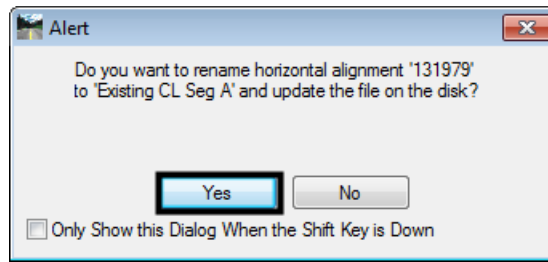 Alert
Do you want to rename horizontal alignment '131979'
to 'Existing CL Seg A' and update the file on the disk?
Yes No
Only Show this Dialog When the Shift Key is Down